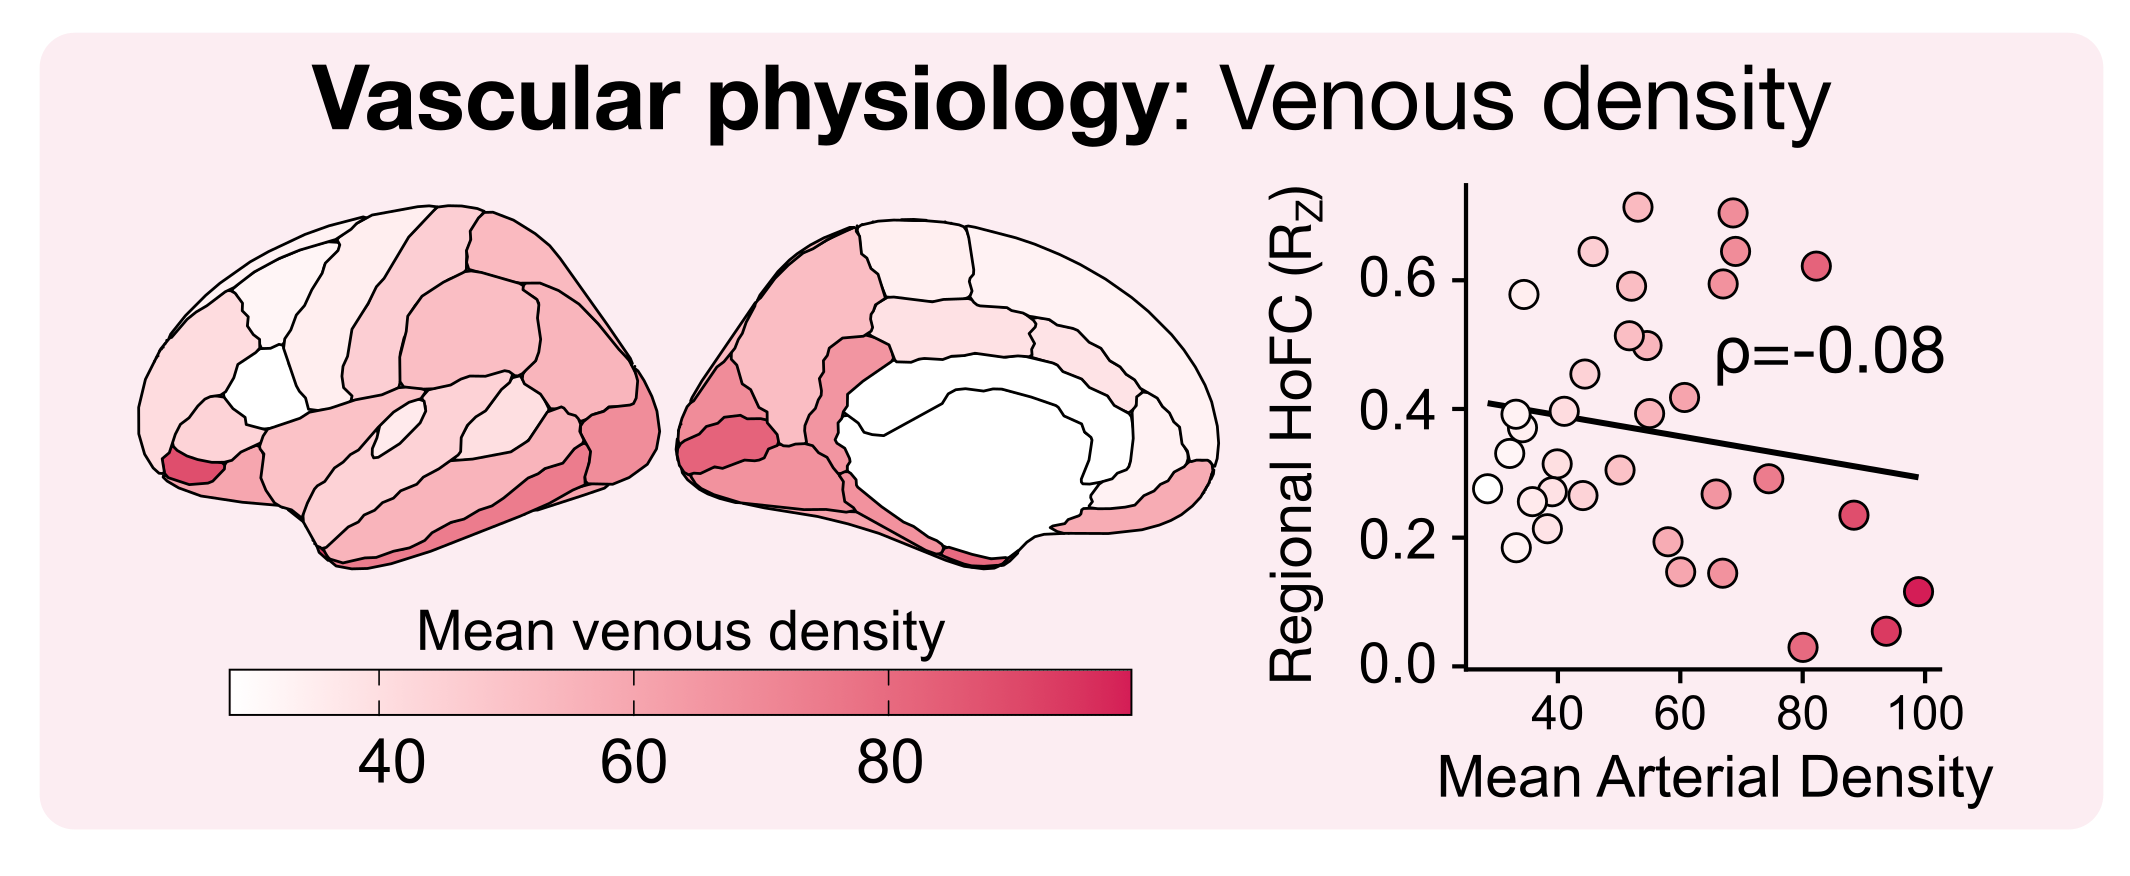 Vascular physiology: Venous density
Mean venous density
40 60 80
Regional HoFC (RZ)
0.6
0.4
0.2
0.0
ρ=-0.08
40 60 80 100
Mean Arterial Density